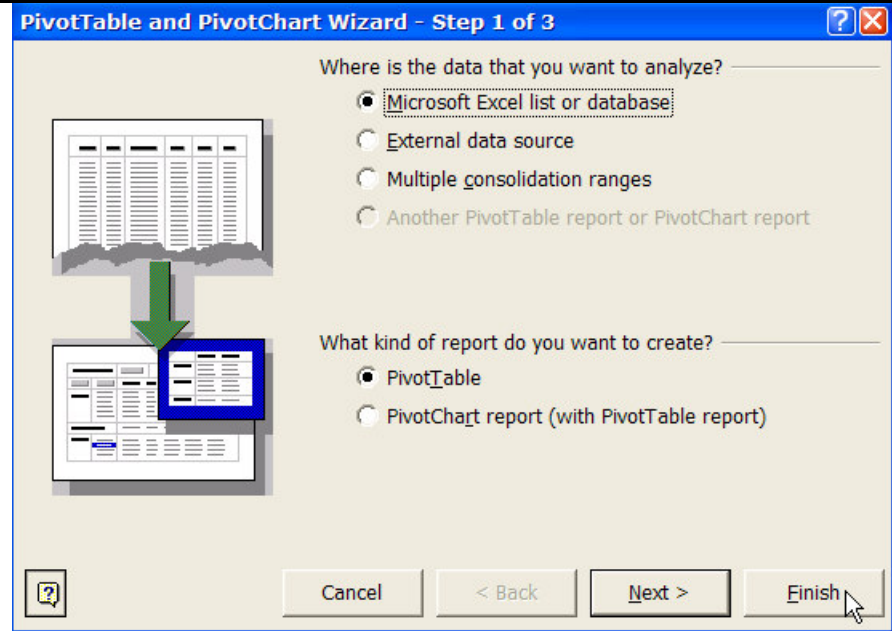 PivotTable and PivotChart Wizard - Step 1 of 3
Where is the data that you want to analyze?
Microsoft Excel list or database
External data source
Multiple consolidation ranges
Another PivotTable report or PivotChart report
What kind of report do you want to create?
PivotTable
PivotChart report (with PivotTable report)
Cancel
< Back
Next >
Finish